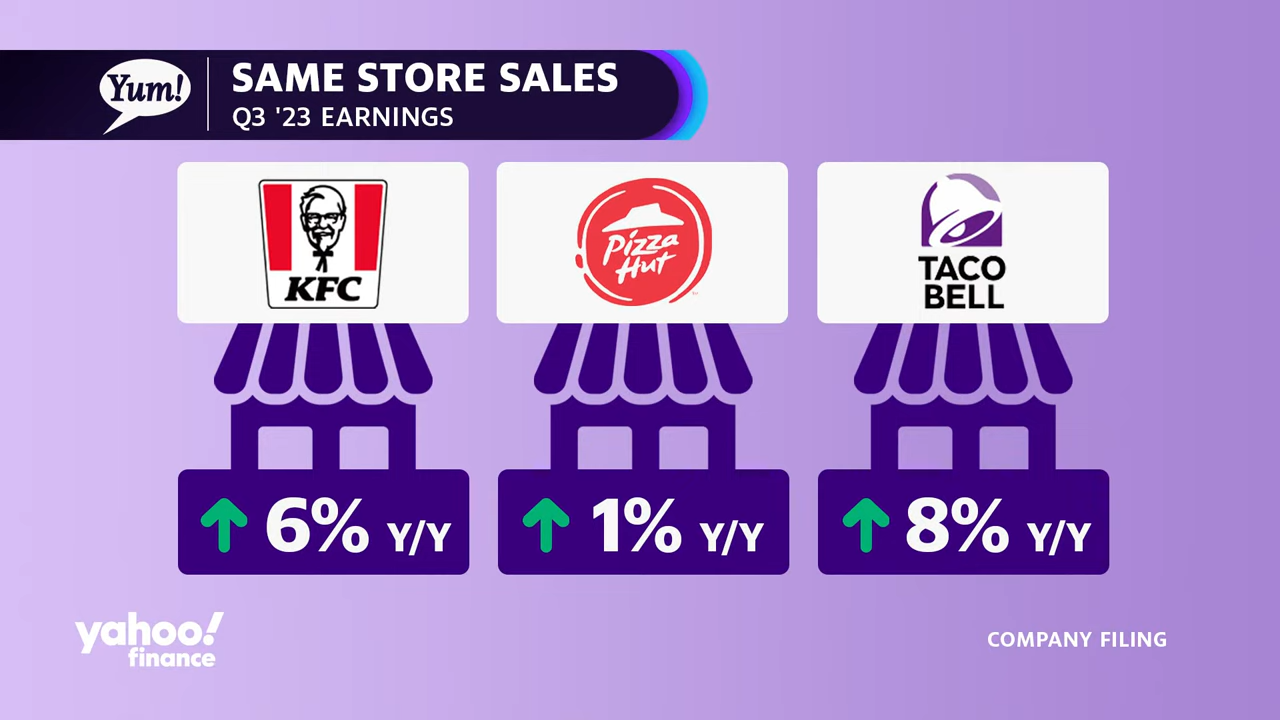 Yum!
SAME STORE SALES
Q3 '23 EARNINGS
KFC
Pizza
Hut
TACO
BELL
6% Y/Y
1% Y/Y
8% Y/Y
yahoo!
finance
COMPANY FILING